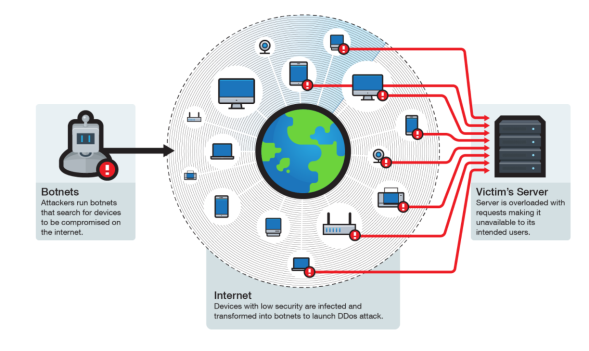 Botnets
Attackers run botnets
that search for devices
to be compromised on
the internet.
Internet
Devices with low security are infected and
transformed into botnets to launch DDos attack.
Victim's Server
Server is overloaded with
requests making it
unavailable to its
intended users.